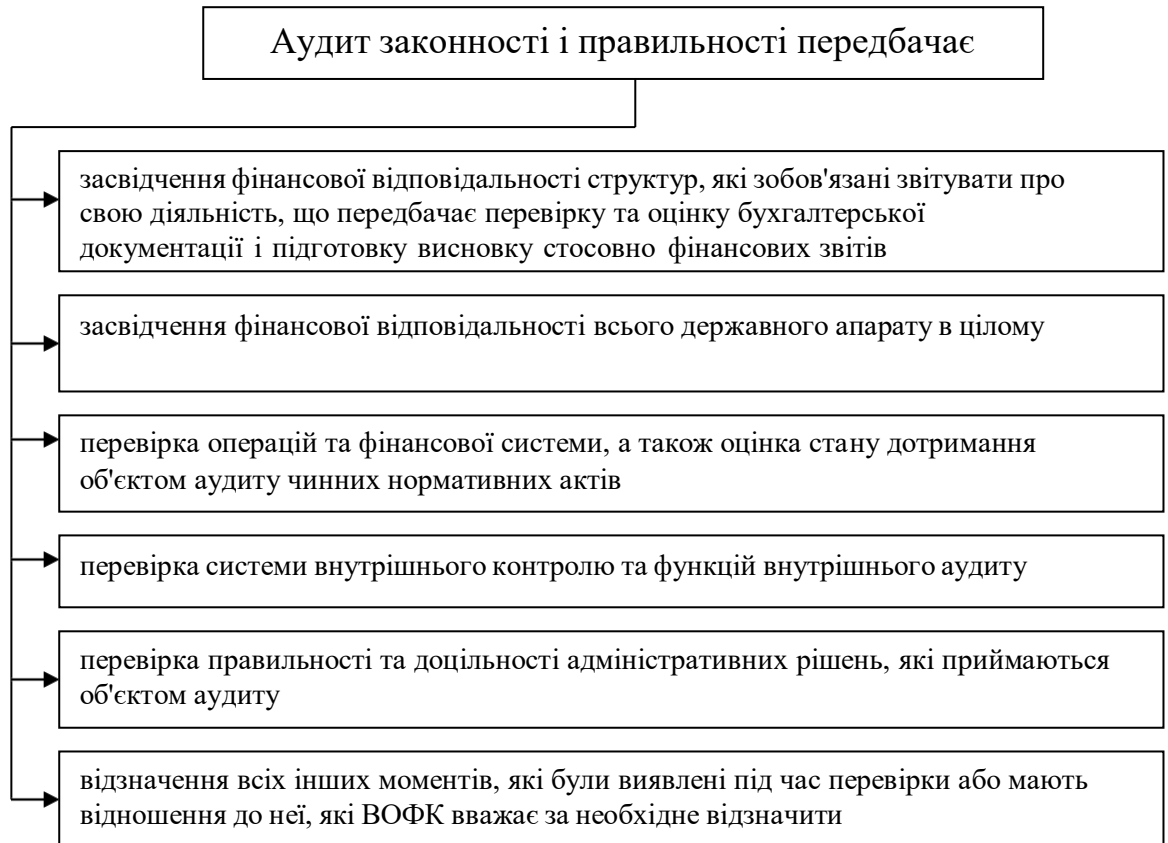 Аудит законності і правильності передбачає
засвідчення фінансової відповідальності структур, які зобов'язані звітувати про
свою діяльність, що передбачає перевірку та оцінку бухгалтерської
документації і підготовку висновку стосовно фінансових звітів
засвідчення фінансової відповідальності всього державного апарату в цілому
перевірка операцій та фінансової системи, а також оцінка стану дотримання
об'єктом аудиту чинних нормативних актів
перевірка системи внутрішнього контролю та функцій внутрішнього аудиту
перевірка правильності та доцільності адміністративних рішень, які приймаються
об'єктом аудиту
відзначення всіх інших моментів, які були виявлені під час перевірки або мають
відношення до неї, які ВОФК вважає за необхідне відзначити